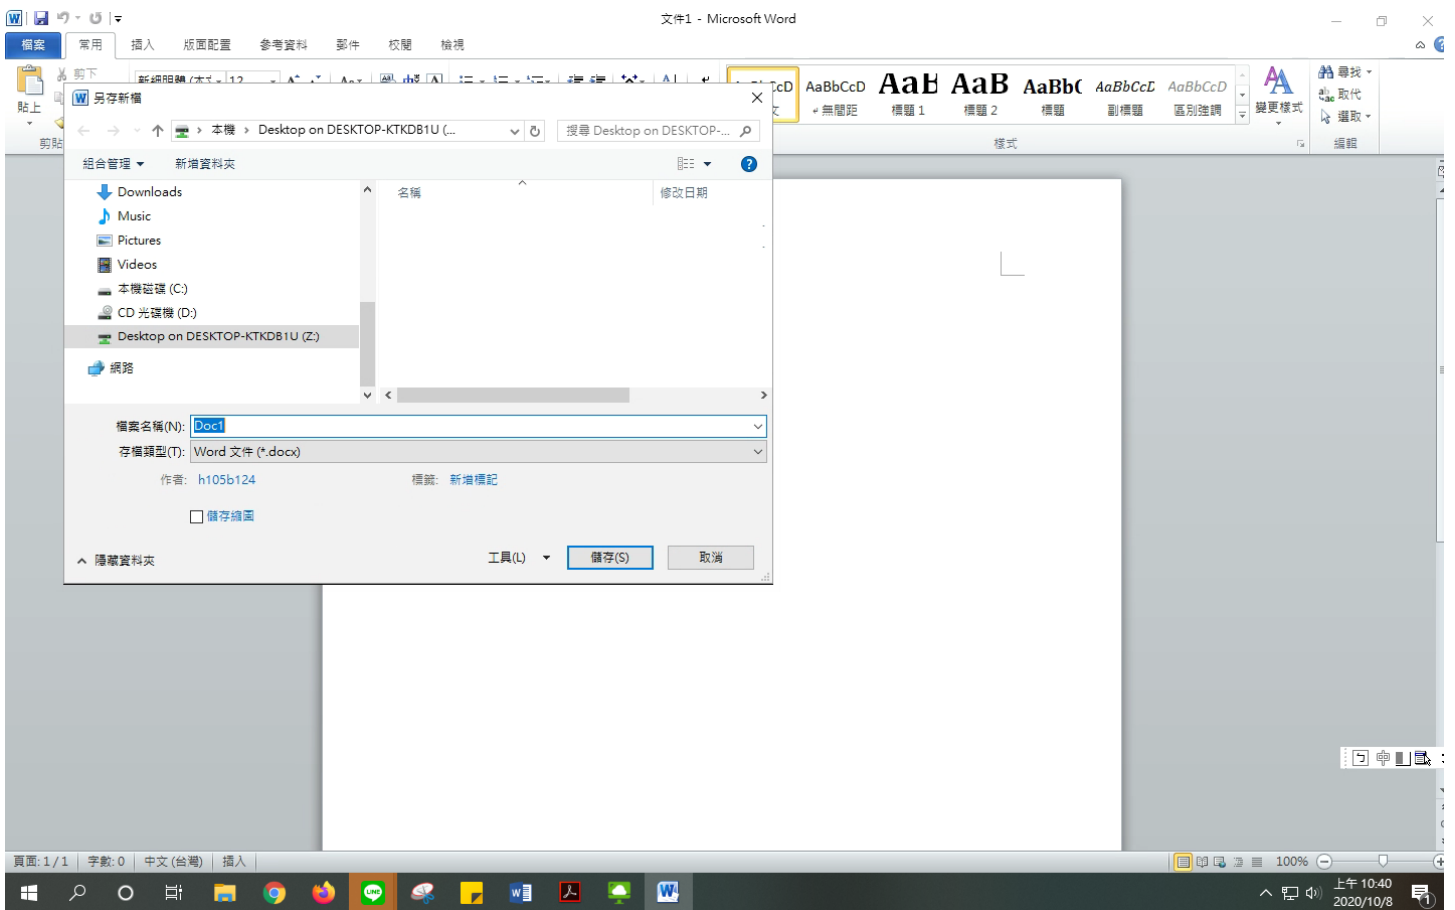 文件1 - Microsoft Word
檔案 常用 插入 版面配置 參考資料 郵件 校閱 檢視
剪下
貼上
12
AaBbCcD
無間距
標題 1
標題 2
AaBb(
標題
AaBbCcL
副標題
AaBbCcD
區別強調
變更樣式
尋找
取代
選取
樣式
編輯
另存新檔
本機 › Desktop on DESKTOP-KTKDB1U (...
搜尋 Desktop on DESKTOP-...
組合管理 新增資料夾
名稱 修改日期
Downloads
Music
Pictures
Videos
本機磁碟 (C:)
CD 光碟機 (D:)
Desktop on DESKTOP-KTKDB1U (Z:)
網路
檔案名稱(N): Doc1
存檔類型(T): Word 文件 (*.docx)
作者: h105b124 標籤: 新增標記
儲存縮圖
隱藏資料夾 工具(L) 儲存(S) 取消
ㄅ 中
頁面: 1 / 1 字數: 0 中文 (台灣) 插入 100%
上午 10:40
2020/10/8